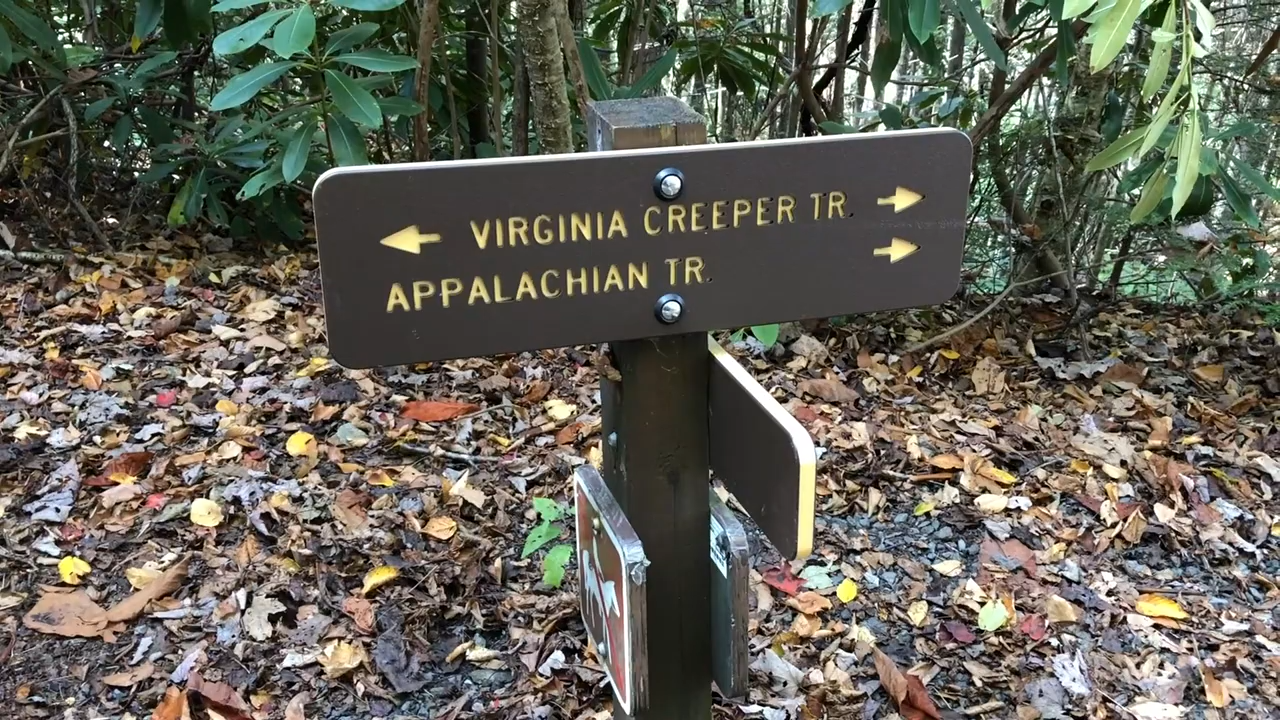 ← VIRGINIA CREEPER TR. →
APPALACHIAN TR. →